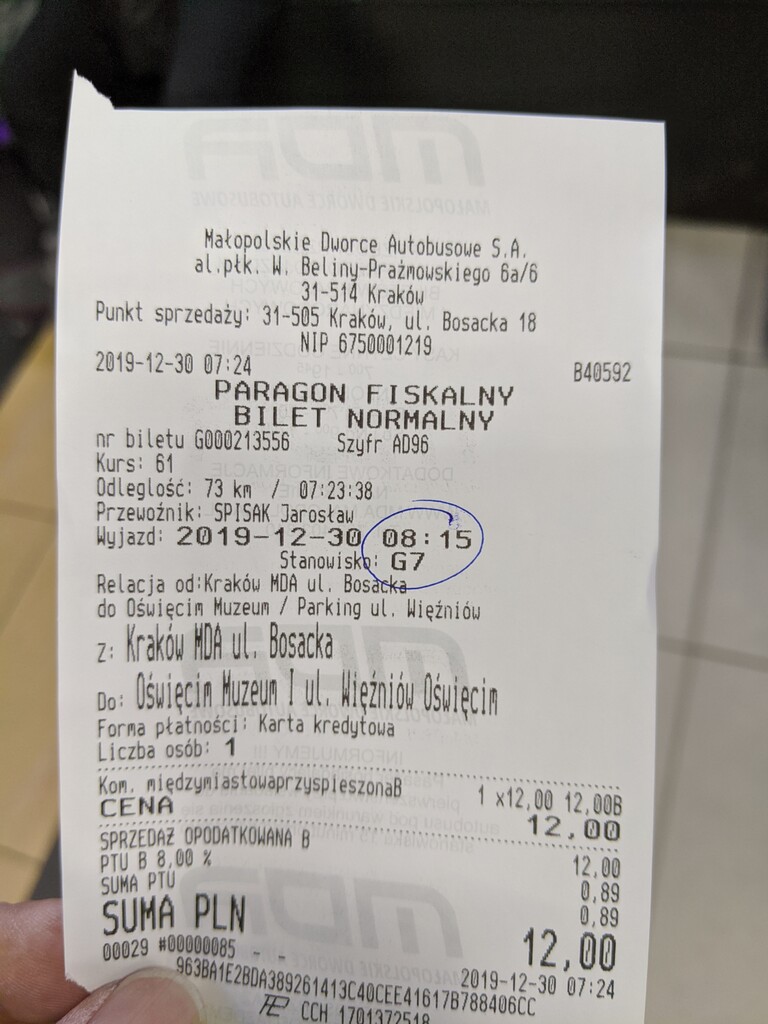 Małopolskie Dworce Autobusowe S.A.
al.płk. W. Beliny-Prażmowskiego 6a/6
31-514 Kraków
Punkt sprzedaży: 31-505 Kraków, ul. Bosacka 18
NIP 6750001219
2019-12-30 07:24 B40592
PARAGON FISKALNY
BILET NORMALNY
nr biletu G000213556 Szyfr AD96
Kurs: 61
Odległość: 73 km / 07:23:38
Przewoźnik: SPISAK Jarosław
Wyjazd: 2019-12-30 08:15
Stanowisko: G7
Relacja od:Kraków MDA ul. Bosacka
do Oświęcim Muzeum / Parking ul. Więźniów
Z: Kraków MDA ul. Bosacka
Do: Oświęcim Muzeum I ul. Więźniów Oświęcim
Forma płatności: Karta kredytowa
Liczba osób: 1
Kom. międzymiastowaprzyspieszonaB 1 x12,00 12,00B
CENA 12,00
SPRZEDAŻ OPODATKOWANA B 12,00
PTU B 8,00 % 0,89
SUMA PTU 0,89
SUMA PLN 12,00
00029 #00000085 - - 2019-12-30 07:24
963BA1E2BDA389261413C40CEE41617B788406CC
CCH 1701372518